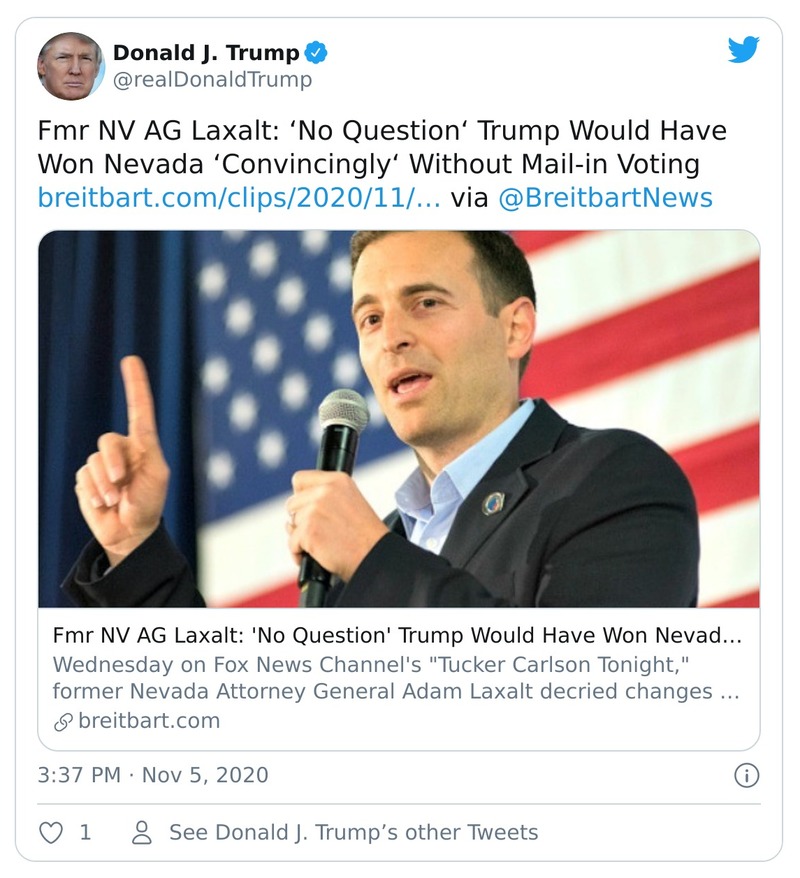 Donald J. Trump
@realDonaldTrump
Fmr NV AG Laxalt: ‘No Question‘ Trump Would Have
Won Nevada ‘Convincingly‘ Without Mail-in Voting
breitbart.com/clips/2020/11/… via @BreitbartNews
Fmr NV AG Laxalt: 'No Question' Trump Would Have Won Nevad…
Wednesday on Fox News Channel's "Tucker Carlson Tonight,"
former Nevada Attorney General Adam Laxalt decried changes …
breitbart.com
3:37 PM · Nov 5, 2020
1 See Donald J. Trump’s other Tweets